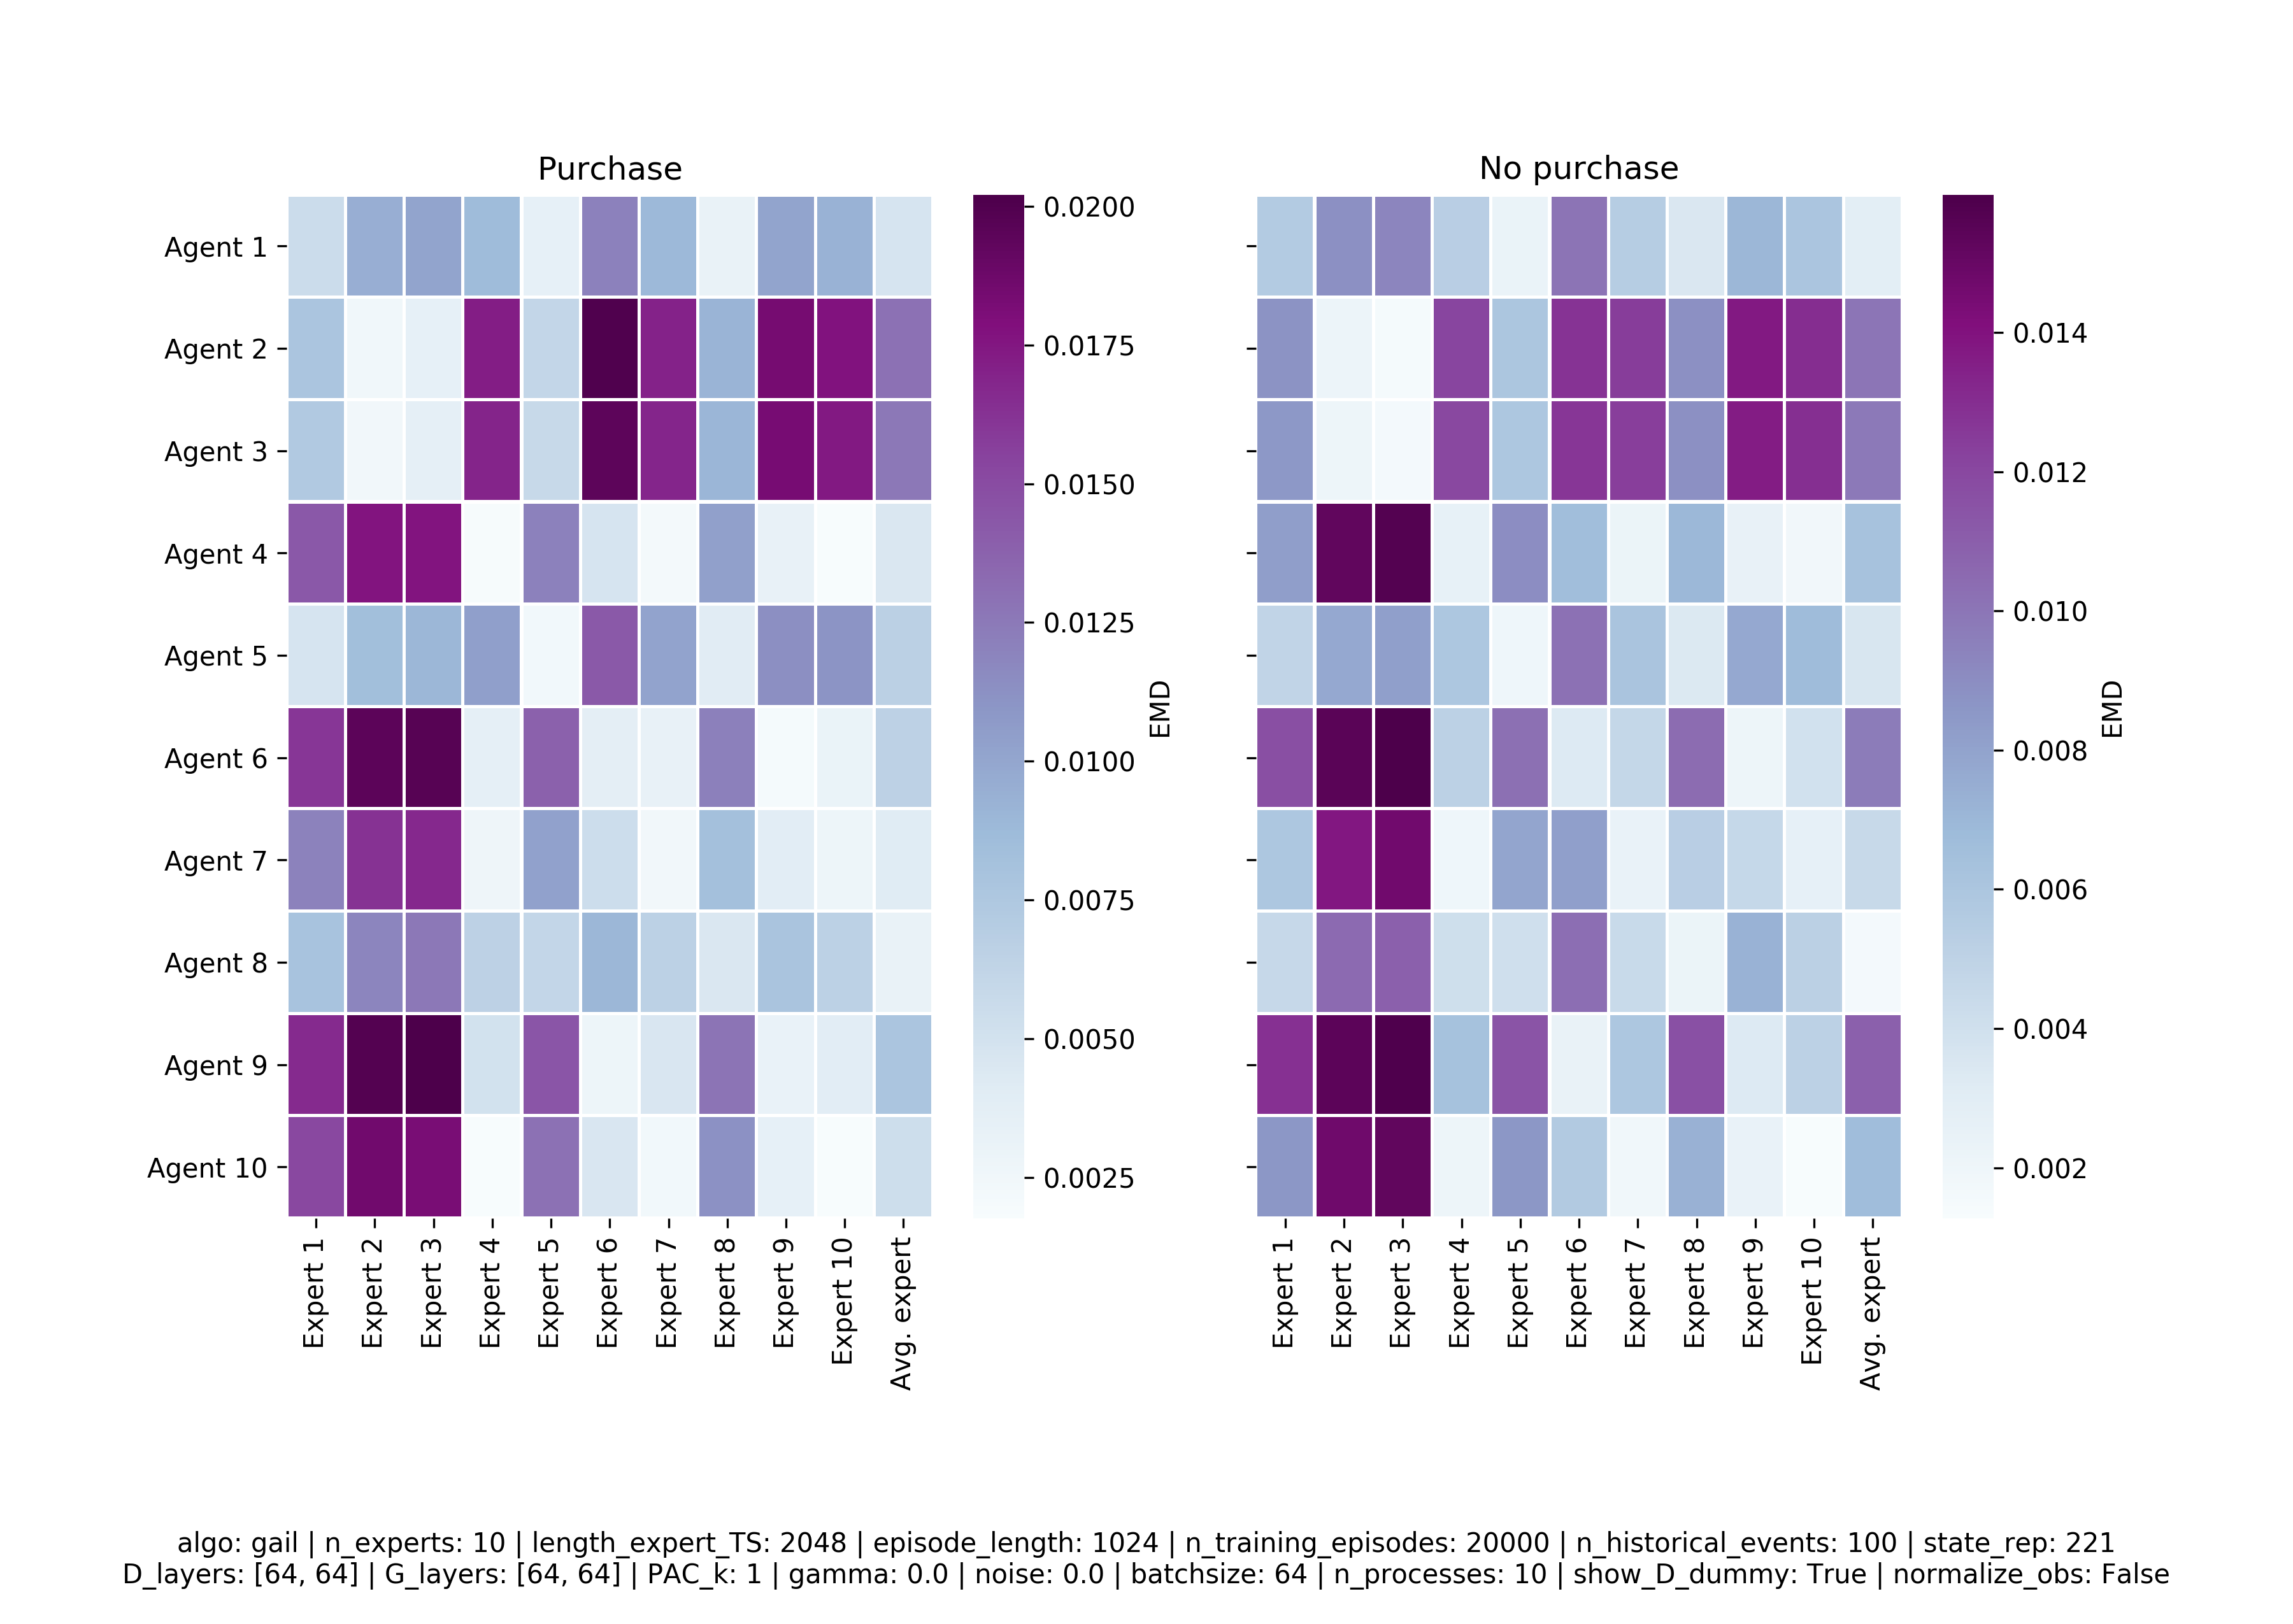 Purchase
No purchase
Agent 1
Agent 2
Agent 3
Agent 4
Agent 5
Agent 6
Agent 7
Agent 8
Agent 9
Agent 10
Expert 1
Expert 2
Expert 3
Expert 4
Expert 5
Expert 6
Expert 7
Expert 8
Expert 9
Expert 10
Avg. expert
0.0200
0.0175
0.0150
0.0125
0.0100
0.0075
0.0050
0.0025
EMD
Expert 1
Expert 2
Expert 3
Expert 4
Expert 5
Expert 6
Expert 7
Expert 8
Expert 9
Expert 10
Avg. expert
0.014
0.012
0.010
0.008
0.006
0.004
0.002
EMD
algo: gail | n_experts: 10 | length_expert_TS: 2048 | episode_length: 1024 | n_training_episodes: 20000 | n_historical_events: 100 | state_rep: 221
D_layers: [64, 64] | G_layers: [64, 64] | PAC_k: 1 | gamma: 0.0 | noise: 0.0 | batchsize: 64 | n_processes: 10 | show_D_dummy: True | normalize_obs: False